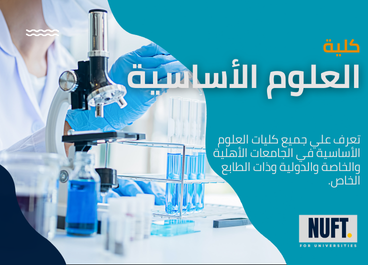 كلية
العلوم الأساسية
تعرف علي جميع كليات العلوم
الأساسية في الجامعات الأهلية
والخاصة والدولية وذات الطابع
الخاص.
NUFT.
FOR UNIVERSITIES